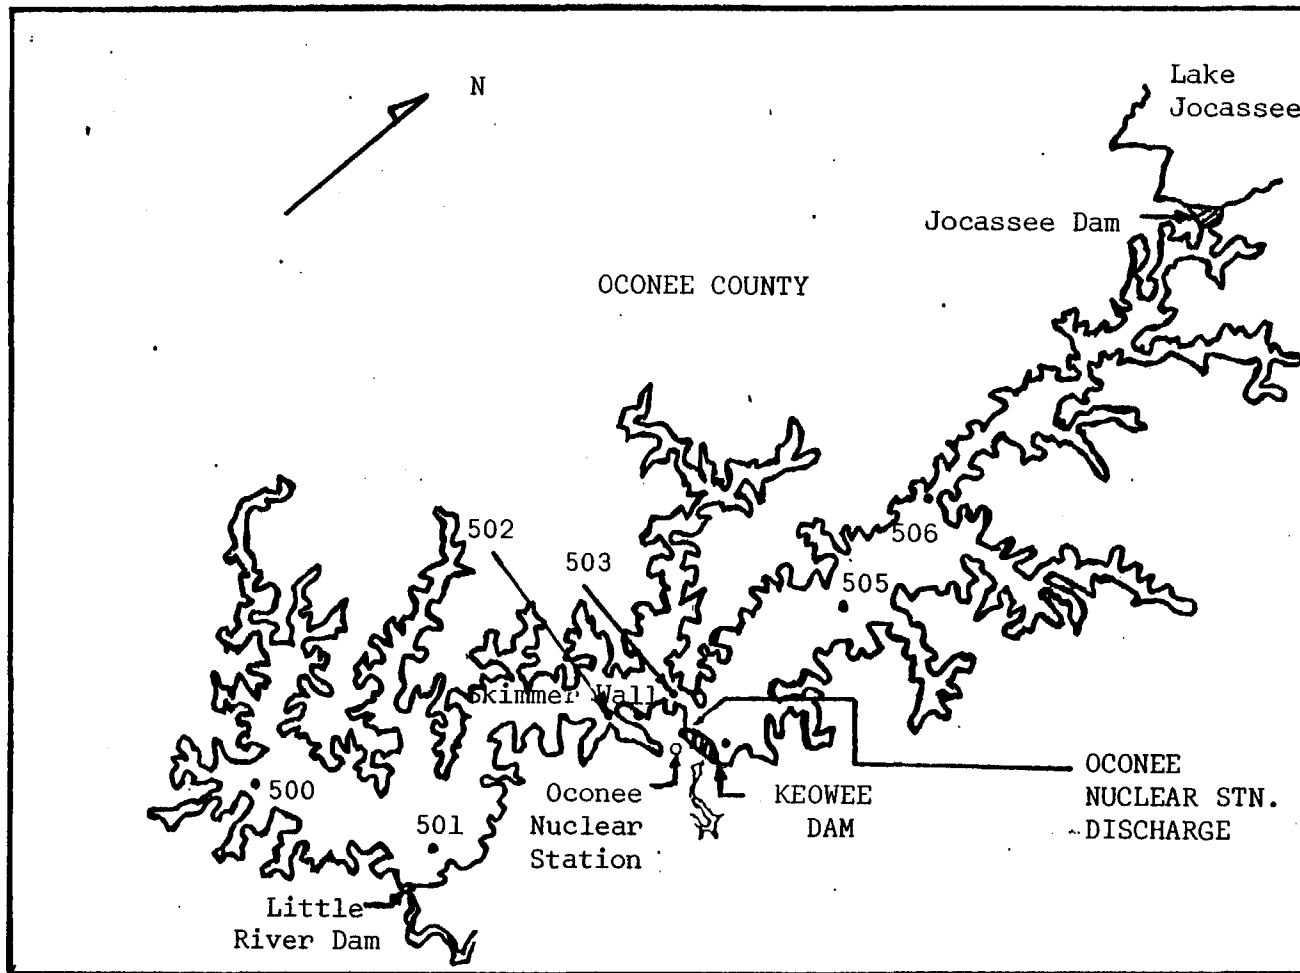 N
Lake
Jocassee
Jocassee Dam
OCONEE COUNTY
502
503
506
505
Skimmer Wall
500
501
Oconee
Nuclear
Station
KEOWEE
DAM
OCONEE
NUCLEAR STN.
DISCHARGE
Little
River Dam